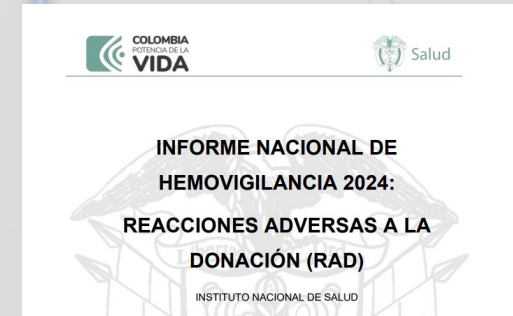 COLOMBIA
POTENCIA DE LA
VIDA
Salud
INFORME NACIONAL DE
HEMOVIGILANCIA 2024:
REACCIONES ADVERSAS A LA
DONACIÓN (RAD)
INSTITUTO NACIONAL DE SALUD